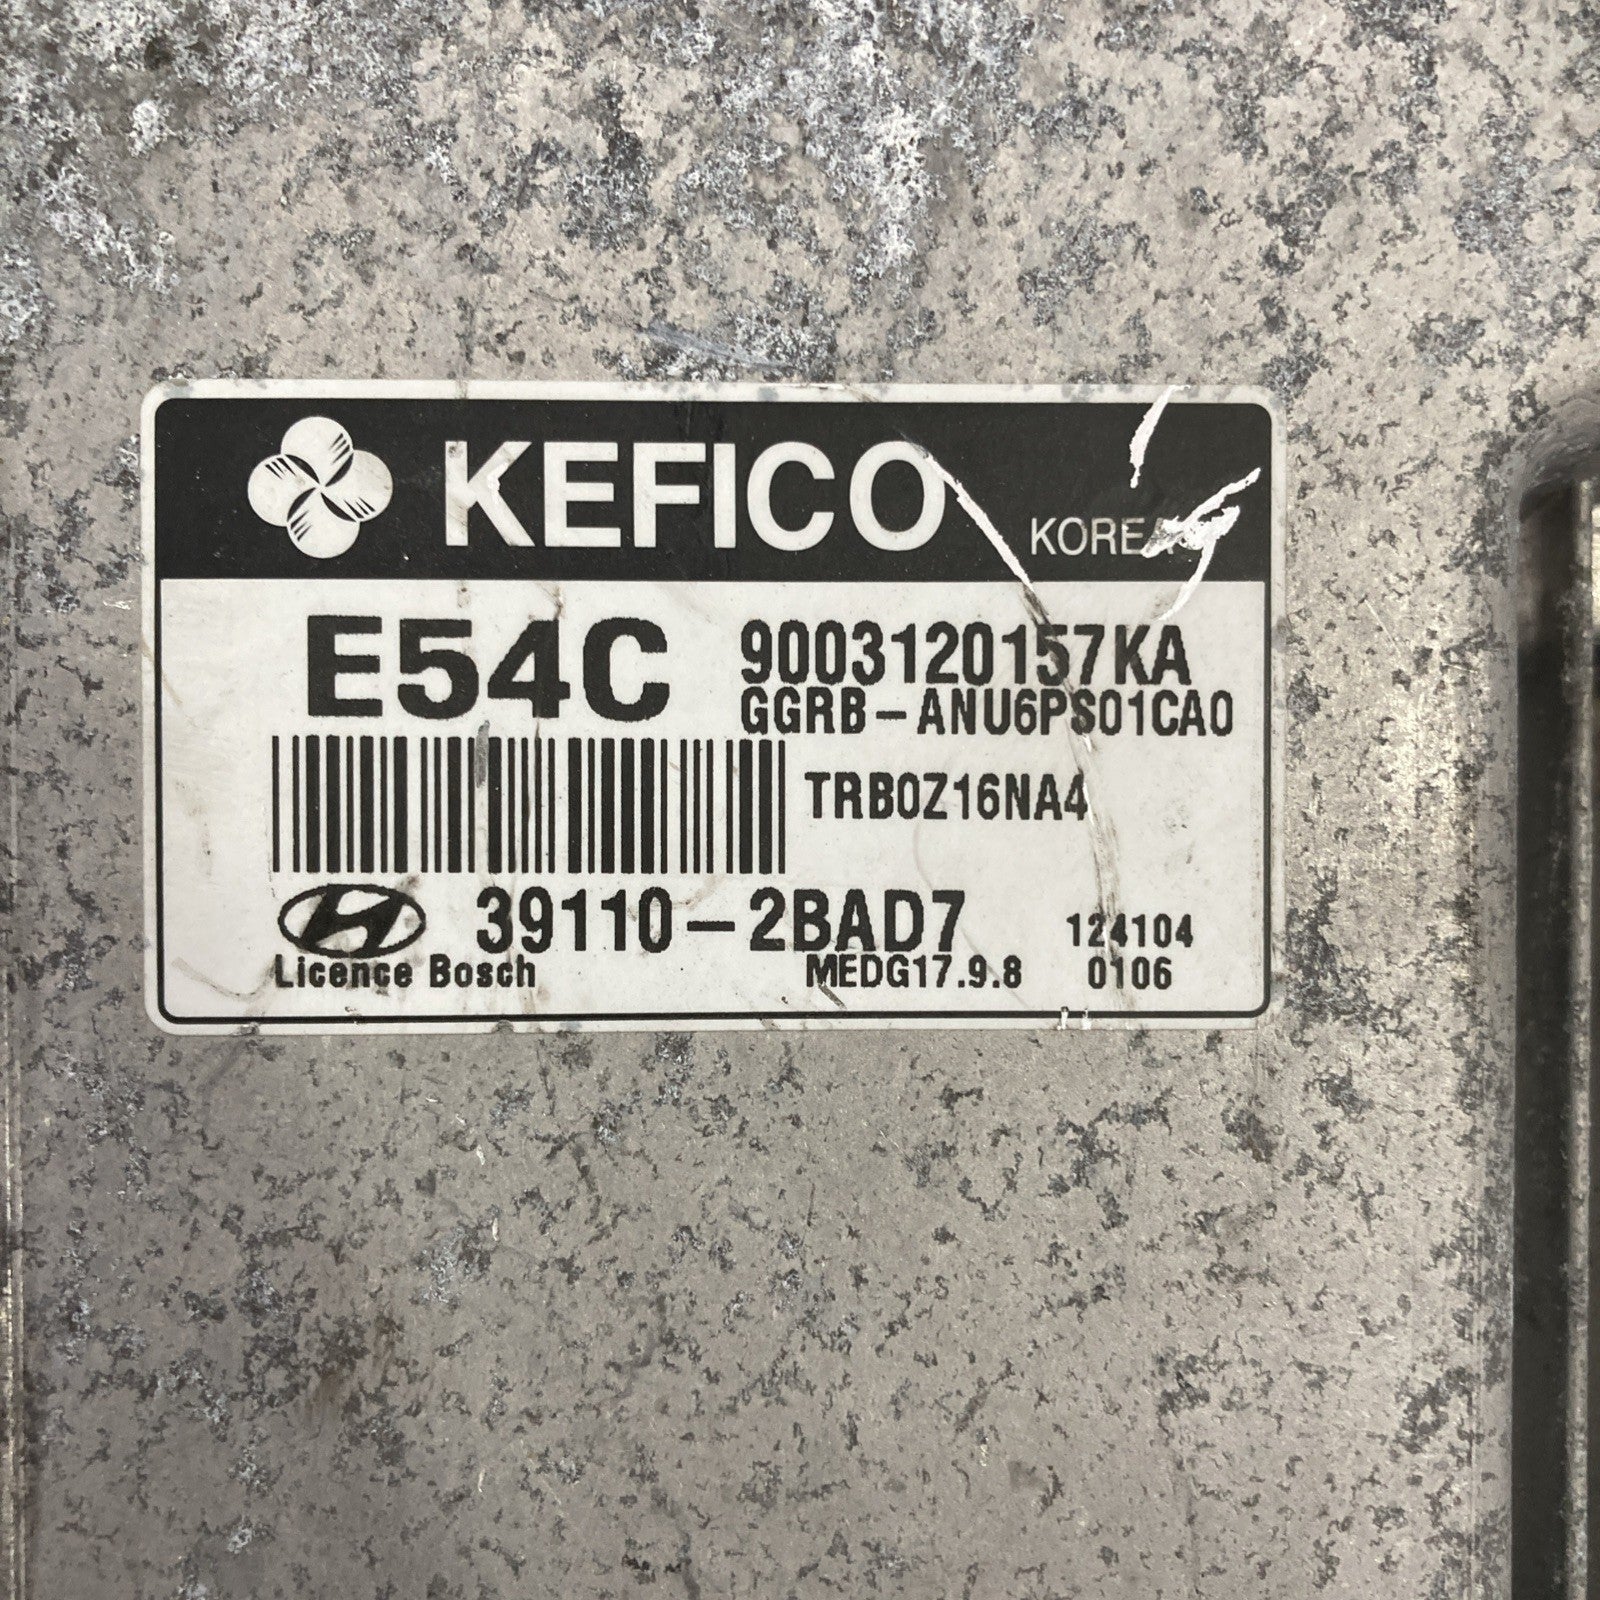 KEFICO KOREA
E54C 9003120157KA
GGRB-ANU6PS01CA0
TRB0Z16NA4
39110-2BAD7 124104
Licence Bosch MEDG17.9.8 0106